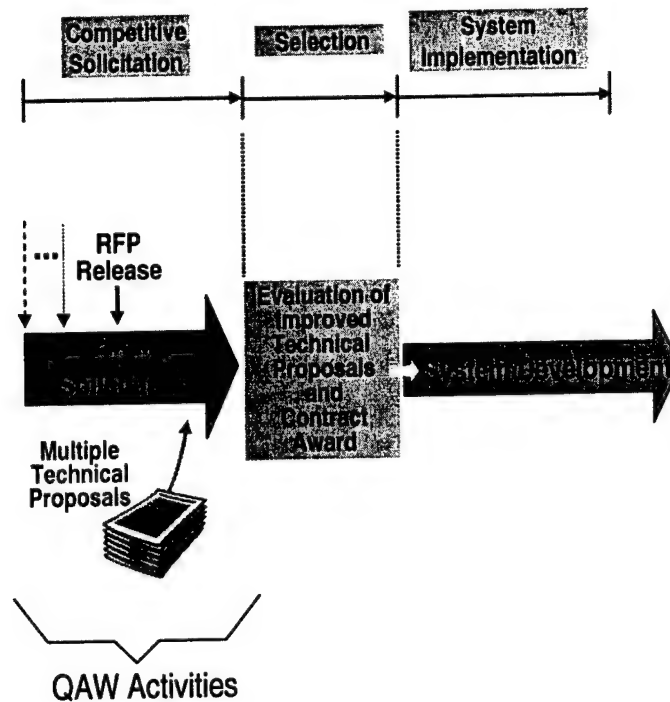 Competitive
Solicitation
Selection
System
Implementation
...
RFP
Release
Evaluation of
Improved
Technical
Proposals
and
Contract
Award
System Development
Multiple
Technical
Proposals
QAW Activities